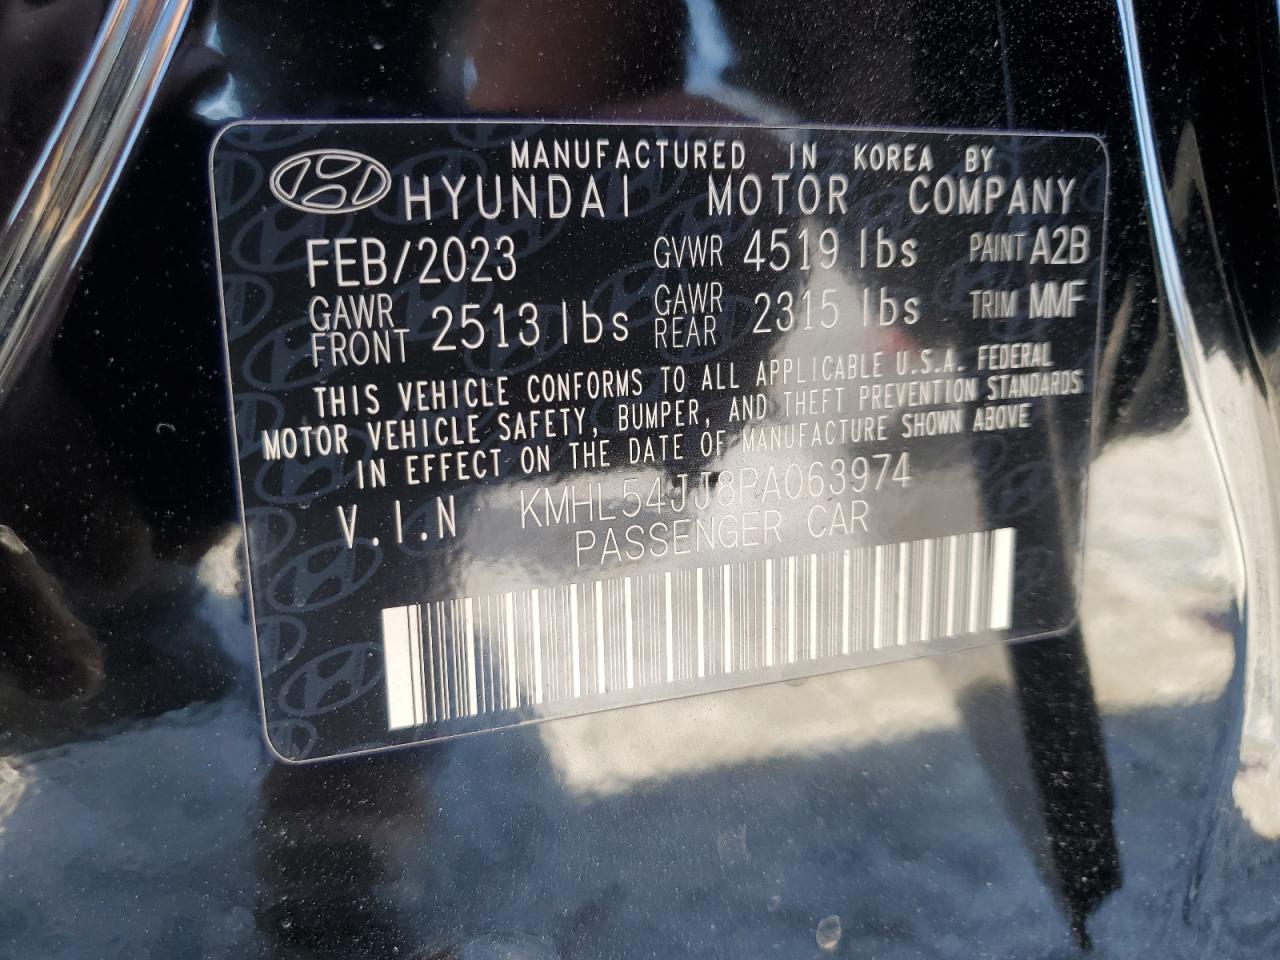 MANUFACTURED IN KOREA BY
HYUNDAI MOTOR COMPANY
FEB/2023 GVWR 4519 lbs PAINT A2B
GAWR FRONT 2513 lbs GAWR REAR 2315 lbs TRIM MMF
THIS VEHICLE CONFORMS TO ALL APPLICABLE U.S.A. FEDERAL
MOTOR VEHICLE SAFETY, BUMPER, AND THEFT PREVENTION STANDARDS
IN EFFECT ON THE DATE OF MANUFACTURE SHOWN ABOVE
V.I.N KMHL54JJ8PA063974
PASSENGER CAR